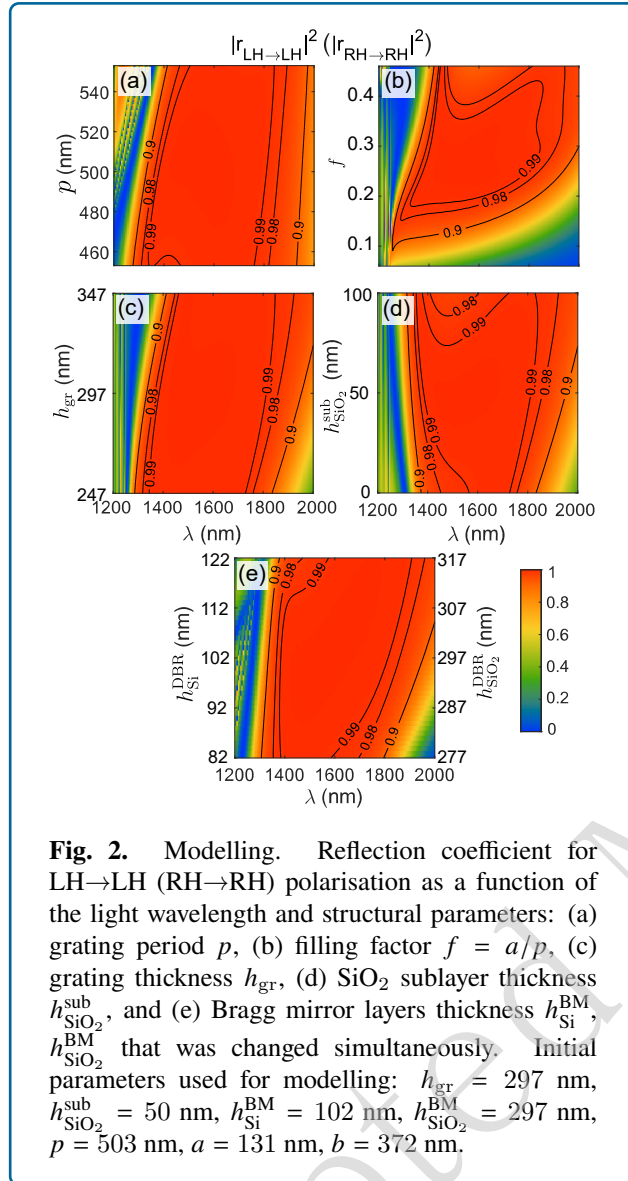 |r_LH→LH|² (|r_RH→RH|²)
(a)
(b)
540
520
500
480
460
p (nm)
0.9
0.98
0.99
0.99
0.98
0.9
0.4
0.3
0.2
0.1
f
0.99
0.98
0.9
(c)
(d)
347
297
247
h_gr (nm)
0.9
0.98
0.99
0.99
0.98
0.9
100
50
0
h^sub_SiO₂ (nm)
0.98
0.99
0.99
0.98
0.9
0.99
0.98
0.9
1200 1400 1600 1800 2000
1200 1400 1600 1800 2000
λ (nm)
λ (nm)
(e)
122
112
102
92
82
h^DBR_Si (nm)
0.9
0.98
0.99
0.99
0.98
0.9
317
307
297
287
277
h^DBR_SiO₂ (nm)
1200 1400 1600 1800 2000
λ (nm)
1
0.8
0.6
0.4
0.2
0
Fig. 2. Modelling. Reflection coefficient for
LH→LH (RH→RH) polarisation as a function of
the light wavelength and structural parameters: (a)
grating period p, (b) filling factor f = a/p, (c)
grating thickness h_gr, (d) SiO₂ sublayer thickness
h^sub_SiO₂, and (e) Bragg mirror layers thickness h^BM_Si,
h^BM_SiO₂ that was changed simultaneously. Initial
parameters used for modelling: h_gr = 297 nm,
h^sub_SiO₂ = 50 nm, h^BM_Si = 102 nm, h^BM_SiO₂ = 297 nm,
p = 503 nm, a = 131 nm, b = 372 nm.